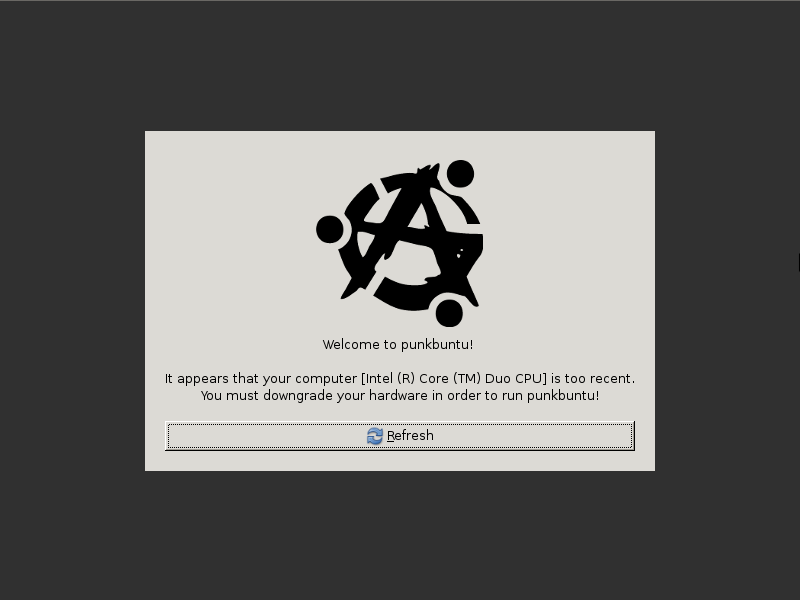 Welcome to punkbuntu!
It appears that your computer [Intel (R) Core (TM) Duo CPU] is too recent.
You must downgrade your hardware in order to run punkbuntu!
Refresh